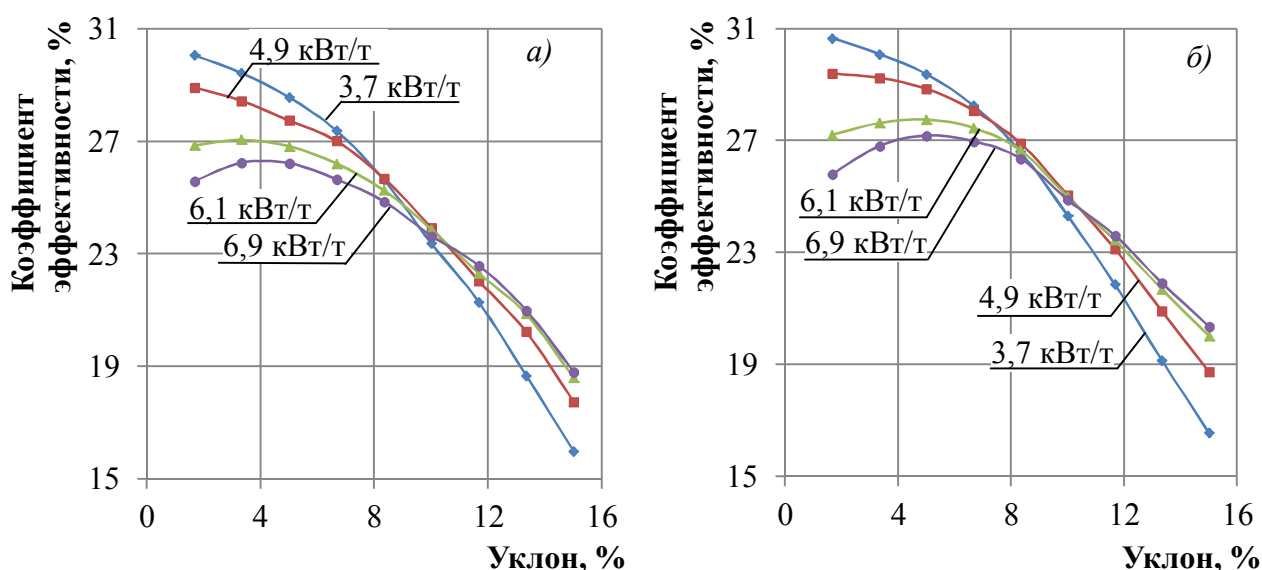 Коэффициент
эффективности, %
31
27
23
19
15
0
4
8
12
16
Уклон, %
а)
4,9 кВт/т
3,7 кВт/т
6,1 кВт/т
6,9 кВт/т
Коэффициент
эффективности, %
31
27
23
19
15
0
4
8
12
16
Уклон, %
б)
6,1 кВт/т
6,9 кВт/т
4,9 кВт/т
3,7 кВт/т